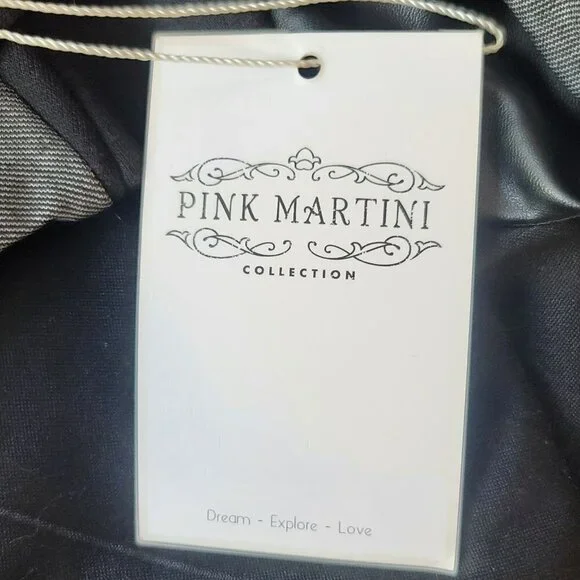 PINK MARTINI
COLLECTION
Dream - Explore - Love